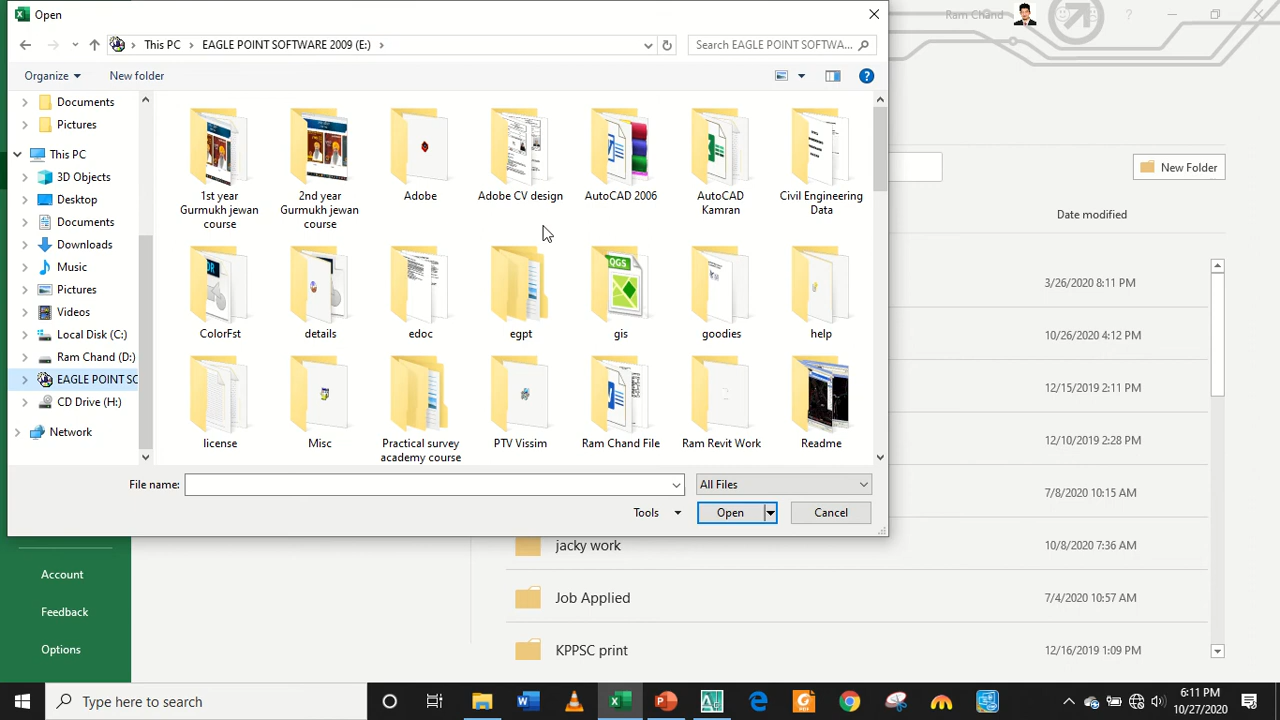 Open
Ram Chand
This PC
EAGLE POINT SOFTWARE 2009 (E:)
Search EAGLE POINT SOFTWA...
Organize
New folder
Documents
Pictures
This PC
3D Objects
Desktop
Documents
Downloads
Music
Pictures
Videos
Local Disk (C:)
Ram Chand (D:)
EAGLE POINT SC
CD Drive (H:)
Network
1st year
Gurmukh jewan
course
2nd year
Gurmukh jewan
course
Adobe
Adobe CV design
AutoCAD 2006
AutoCAD
Kamran
Civil Engineering
Data
ColorFst
details
edoc
egpt
gis
goodies
help
license
Misc
Practical survey
academy course
PTV Vissim
Ram Chand File
Ram Revit Work
Readme
File name:
All Files
Tools
Open
Cancel
New Folder
Date modified
3/26/2020 8:11 PM
10/26/2020 4:12 PM
12/15/2019 2:11 PM
12/10/2019 2:28 PM
7/8/2020 10:15 AM
jacky work
10/8/2020 7:36 AM
Job Applied
7/4/2020 10:57 AM
KPPSC print
12/16/2019 1:09 PM
Account
Feedback
Options
Type here to search
6:11 PM
10/27/2020